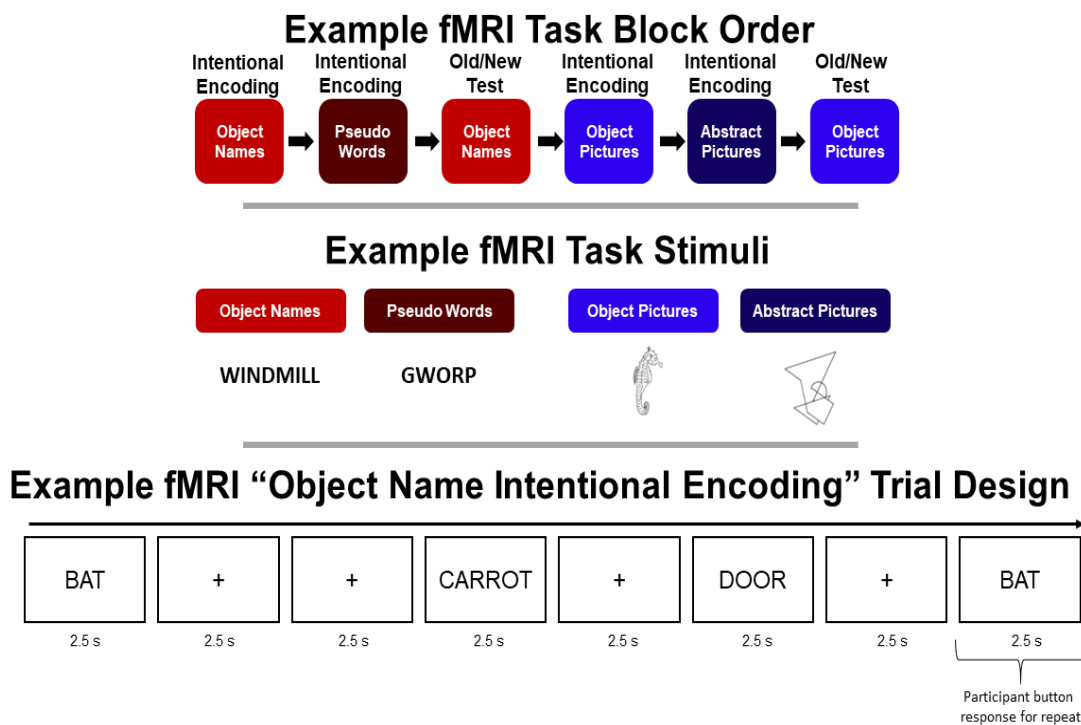 Example fMRI Task Block Order
Intentional Encoding
Intentional Encoding
Old/New Test
Intentional Encoding
Intentional Encoding
Old/New Test
Object Names
Pseudo Words
Object Names
Object Pictures
Abstract Pictures
Object Pictures
Example fMRI Task Stimuli
Object Names
Pseudo Words
Object Pictures
Abstract Pictures
WINDMILL
GWORP
Example fMRI “Object Name Intentional Encoding” Trial Design
BAT
+
+
CARROT
+
DOOR
+
BAT
2.5 s
2.5 s
2.5 s
2.5 s
2.5 s
2.5 s
2.5 s
2.5 s
Participant button
response for repeat